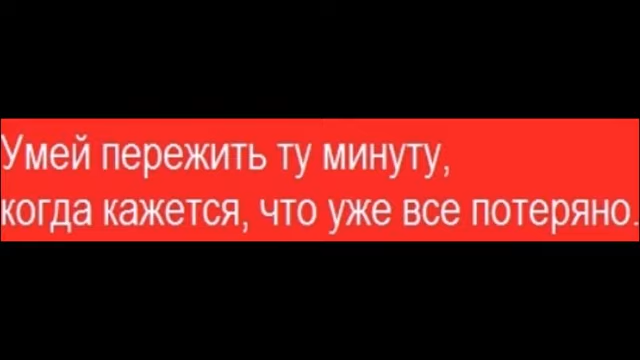 Умей пережить ту минуту,
когда кажется, что уже все потеряно.